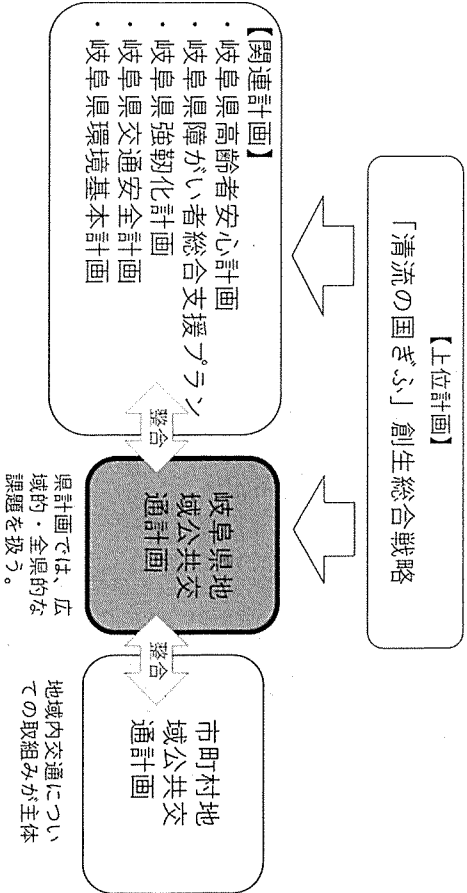 【上位計画】
「清流の国ぎふ」創生総合戦略
【関連計画】
・岐阜県高齢者安心計画
・岐阜県障がい者総合支援プラン
・岐阜県強靭化計画
・岐阜県交通安全計画
・岐阜県環境基本計画
整合
岐阜県地
域公共交
通計画
整合
市町村地
域公共交
通計画
県計画では、広
域的・全県的な
課題を扱う。
地域内交通につい
ての取組みが主体